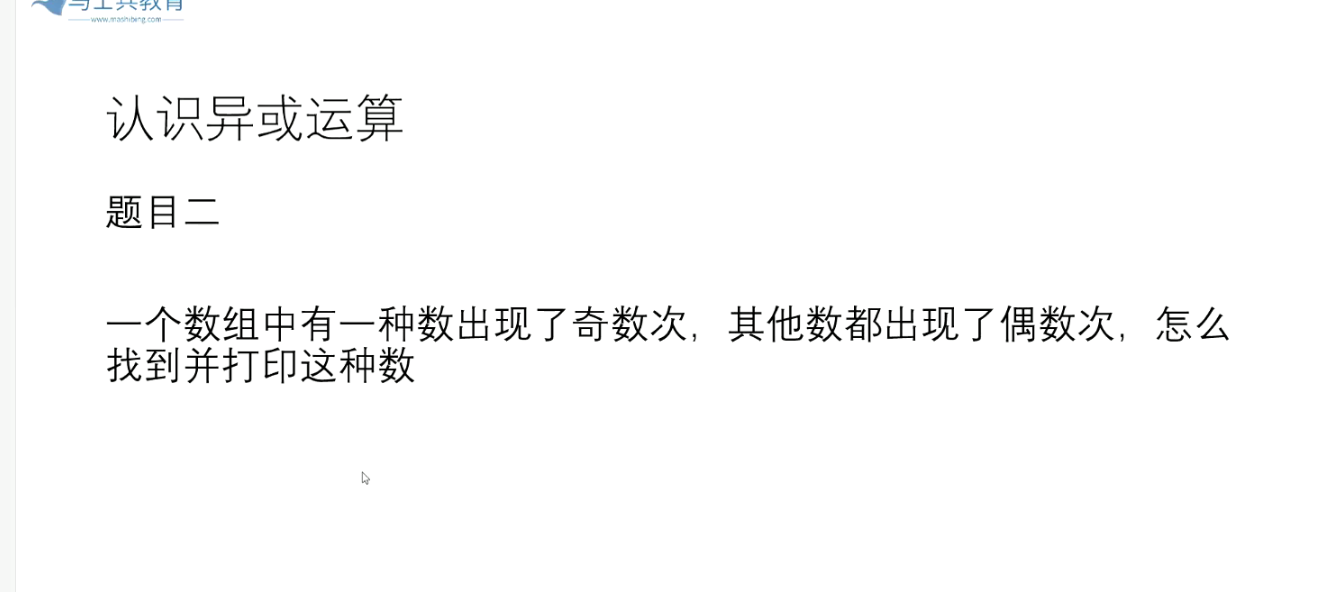 马士兵教育
www.mashibing.com
认识异或运算
题目二
一个数组中有一种数出现了奇数次，其他数都出现了偶数次，怎么
找到并打印这种数